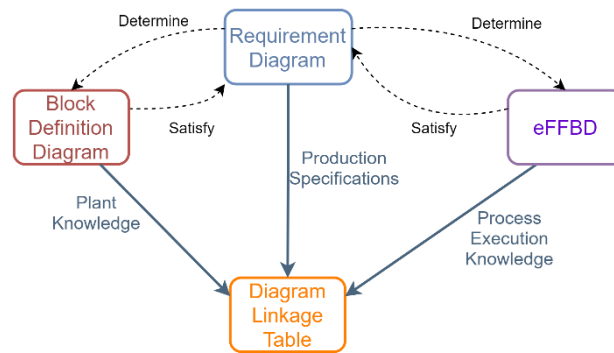 Determine
Requirement
Diagram
Determine
Block
Definition
Diagram
Satisfy
Satisfy
eFFBD
Production
Specifications
Plant
Knowledge
Process
Execution
Knowledge
Diagram
Linkage
Table